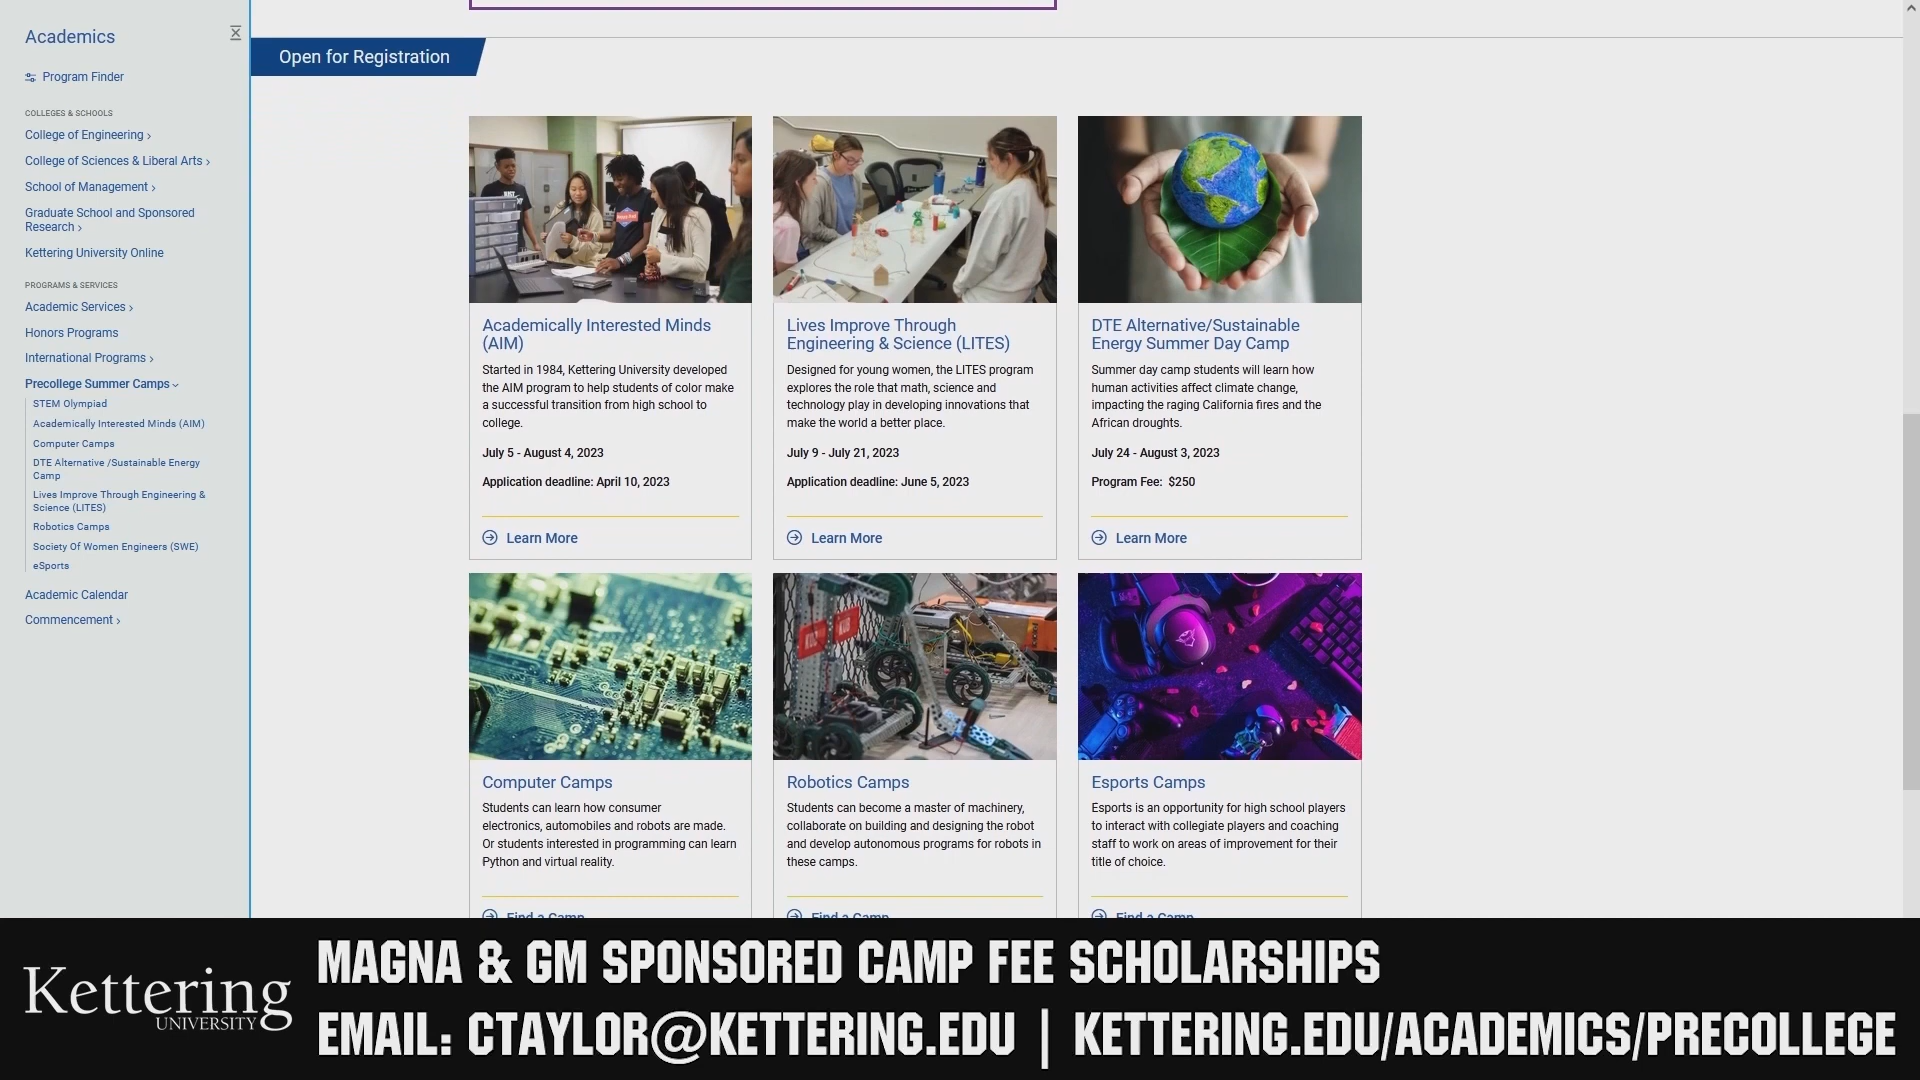 Academics
Program Finder
COLLEGES & SCHOOLS
College of Engineering
College of Sciences & Liberal Arts
School of Management
Graduate School and Sponsored
Research
Kettering University Online
PROGRAMS & SERVICES
Academic Services
Honors Programs
International Programs
Precollege Summer Camps
STEM Olympiad
Academically Interested Minds (AIM)
Computer Camps
DTE Alternative /Sustainable Energy
Camp
Lives Improve Through Engineering &
Science (LITES)
Robotics Camps
Society Of Women Engineers (SWE)
eSports
Academic Calendar
Commencement
Open for Registration
Academically Interested Minds
(AIM)
Started in 1984, Kettering University developed
the AIM program to help students of color make
a successful transition from high school to
college.
July 5 - August 4, 2023
Application deadline: April 10, 2023
Learn More
Lives Improve Through
Engineering & Science (LITES)
Designed for young women, the LITES program
explores the role that math, science and
technology play in developing innovations that
make the world a better place.
July 9 - July 21, 2023
Application deadline: June 5, 2023
Learn More
DTE Alternative/Sustainable
Energy Summer Day Camp
Summer day camp students will learn how
human activities affect climate change,
impacting the raging California fires and the
African droughts.
July 24 - August 3, 2023
Program Fee: $250
Learn More
Computer Camps
Students can learn how consumer
electronics, automobiles and robots are made.
Or students interested in programming can learn
Python and virtual reality.
Find a Camp
Robotics Camps
Students can become a master of machinery,
collaborate on building and designing the robot
and develop autonomous programs for robots in
these camps.
Find a Camp
Esports Camps
Esports is an opportunity for high school players
to interact with collegiate players and coaching
staff to work on areas of improvement for their
title of choice.
Find a Camp
Kettering
UNIVERSITY
MAGNA & GM SPONSORED CAMP FEE SCHOLARSHIPS
EMAIL: CTAYLOR@KETTERING.EDU | KETTERING.EDU/ACADEMICS/PRECOLLEGE